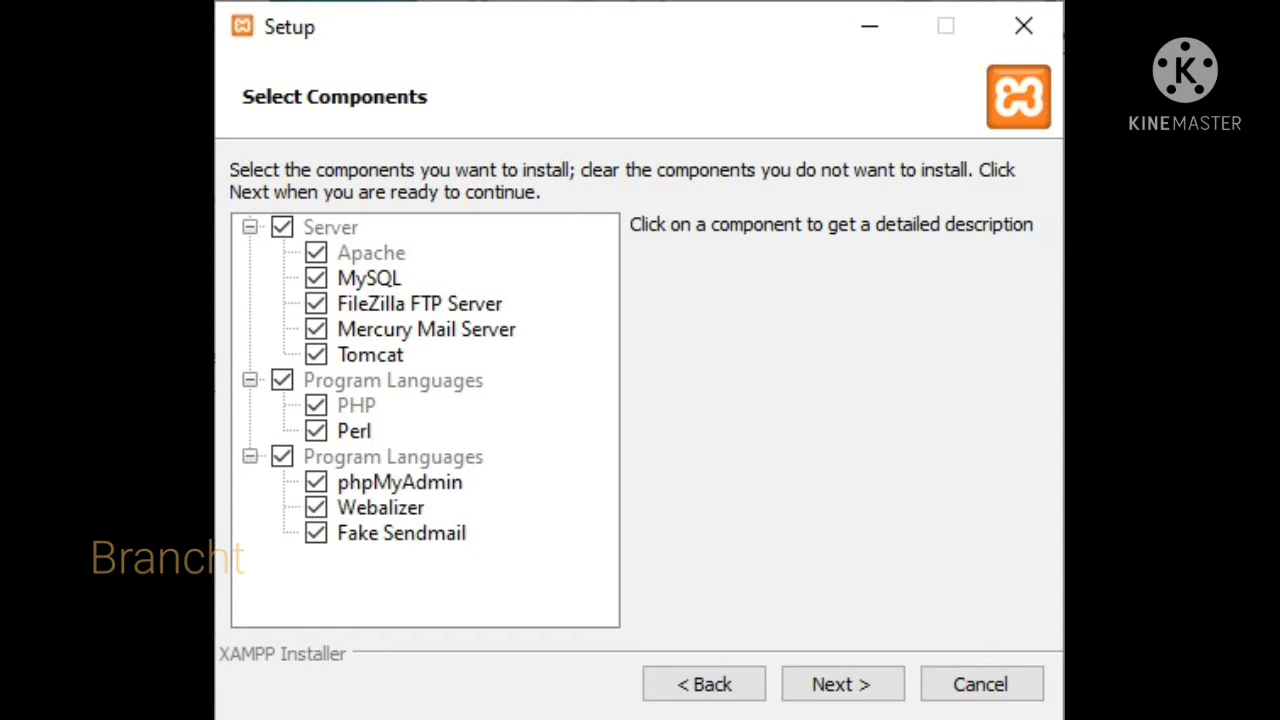 Setup
Select Components
KINEMASTER
Select the components you want to install; clear the components you do not want to install. Click
Next when you are ready to continue.
Server
Click on a component to get a detailed description
Apache
MySQL
FileZilla FTP Server
Mercury Mail Server
Tomcat
Program Languages
PHP
Perl
Program Languages
phpMyAdmin
Webalizer
Fake Sendmail
Brancht
XAMPP Installer
< Back
Next >
Cancel